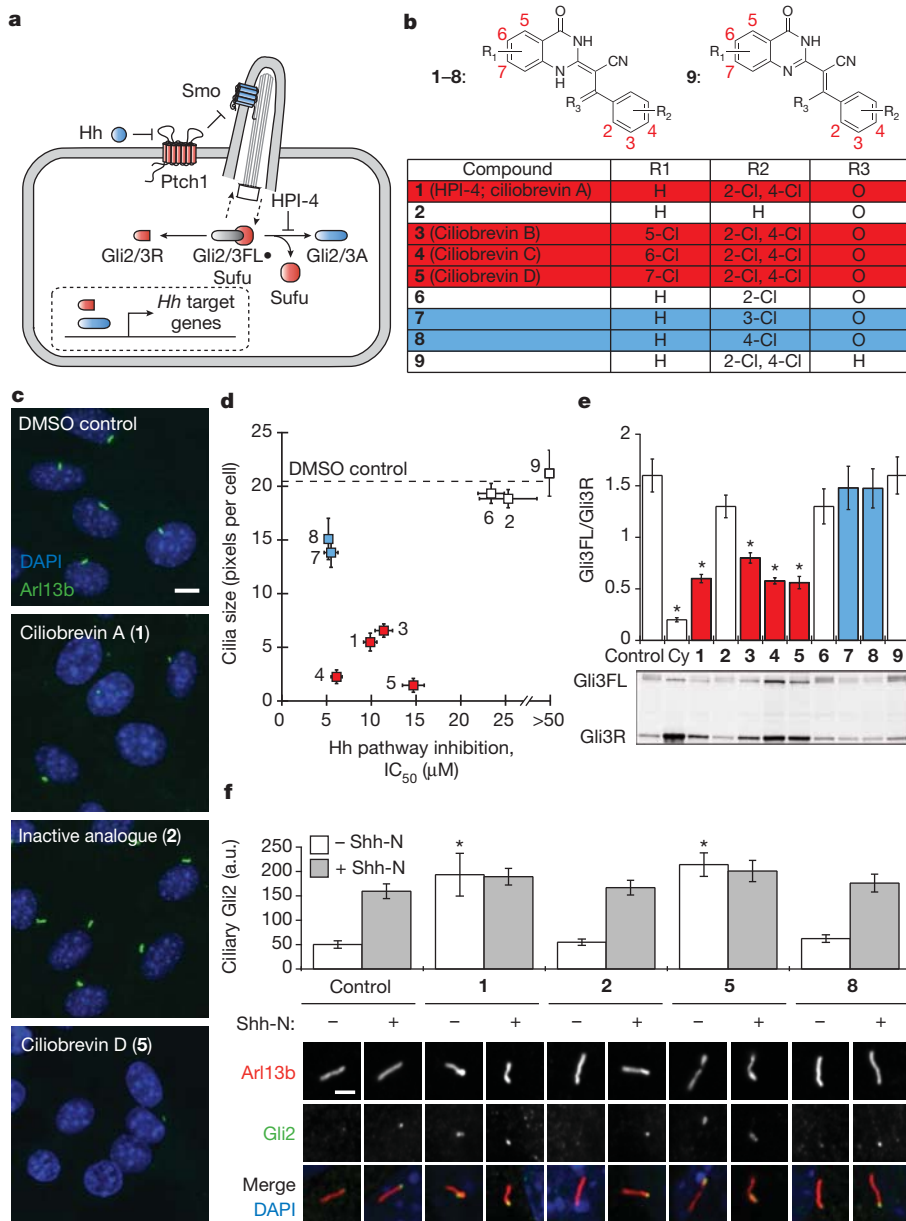 a
Hh
Smo
Ptch1
HPI-4
Gli2/3R
Gli2/3FL
Gli2/3A
Sufu
Sufu
Hh target
genes
b
1–8:
O
5
6
7
R1
NH
N
H
CN
R3
R2
2
3
4
9:
O
5
6
7
R1
NH
N
CN
R3
R2
2
3
4
Compound R1 R2 R3
1 (HPI-4; ciliobrevin A) H 2-Cl, 4-Cl O
2 H H O
3 (Ciliobrevin B) 5-Cl 2-Cl, 4-Cl O
4 (Ciliobrevin C) 6-Cl 2-Cl, 4-Cl O
5 (Ciliobrevin D) 7-Cl 2-Cl, 4-Cl O
6 H 2-Cl O
7 H 3-Cl O
8 H 4-Cl O
9 H 2-Cl, 4-Cl H
c
DMSO control
DAPI
Arl13b
Ciliobrevin A (1)
Inactive analogue (2)
Ciliobrevin D (5)
d
Cilia size (pixels per cell)
25
20
15
10
5
0
DMSO control
9
6
2
8
7
1
3
4
5
0 5 10 15 20 25 >50
Hh pathway inhibition,
IC50 (μM)
e
Gli3FL/Gli3R
2
1.5
1
0.5
0
* * * * *
Control Cy 1 2 3 4 5 6 7 8 9
Gli3FL
Gli3R
f
Ciliary Gli2 (a.u.)
250
200
150
100
50
0
– Shh-N
+ Shh-N
* *
Control 1 2 5 8
Shh-N: – + – + – + – + – +
Arl13b
Gli2
Merge
DAPI